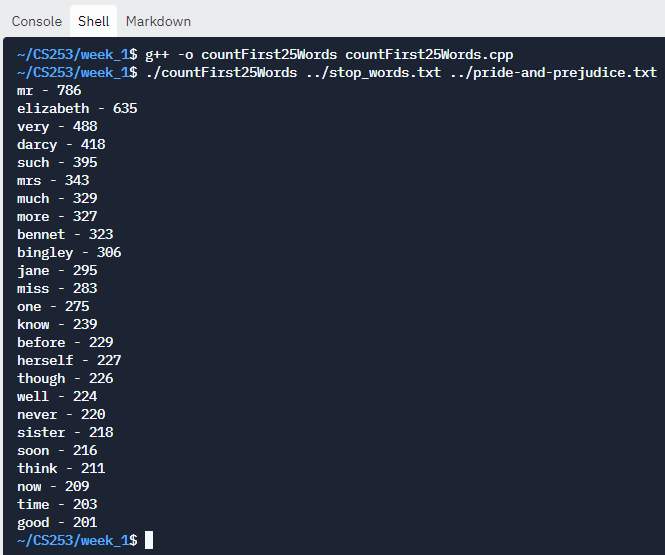 Console Shell Markdown
~/CS253/week_1$ g++ -o countFirst25Words countFirst25Words.cpp
~/CS253/week_1$ ./countFirst25Words ../stop_words.txt ../pride-and-prejudice.txt
mr - 786
elizabeth - 635
very - 488
darcy - 418
such - 395
mrs - 343
much - 329
more - 327
bennet - 323
bingley - 306
jane - 295
miss - 283
one - 275
know - 239
before - 229
herself - 227
though - 226
well - 224
never - 220
sister - 218
soon - 216
think - 211
now - 209
time - 203
good - 201
~/CS253/week_1$